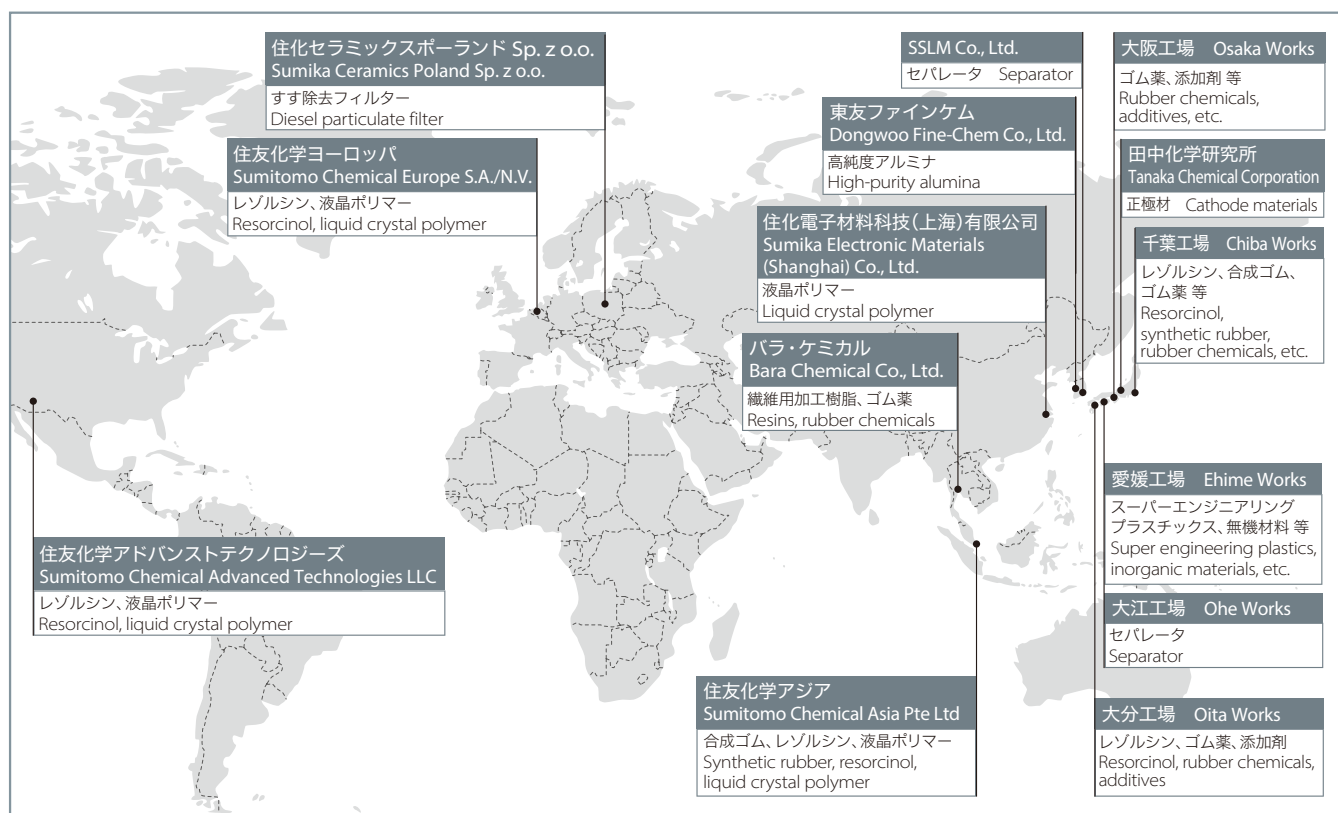 住化セラミックスポーランド Sp. z o.o.
Sumika Ceramics Poland Sp. z o.o.
すす除去フィルター
Diesel particulate filter
住友化学ヨーロッパ
Sumitomo Chemical Europe S.A./N.V.
レゾルシン、液晶ポリマー
Resorcinol, liquid crystal polymer
住友化学アドバンストテクノロジーズ
Sumitomo Chemical Advanced Technologies LLC
レゾルシン、液晶ポリマー
Resorcinol, liquid crystal polymer
SSLM Co., Ltd.
セパレータ Separator
東友ファインケム
Dongwoo Fine-Chem Co., Ltd.
高純度アルミナ
High-purity alumina
住化電子材料科技(上海)有限公司
Sumika Electronic Materials
(Shanghai) Co., Ltd.
液晶ポリマー
Liquid crystal polymer
バラ・ケミカル
Bara Chemical Co., Ltd.
繊維用加工樹脂、ゴム薬
Resins, rubber chemicals
住友化学アジア
Sumitomo Chemical Asia Pte Ltd
合成ゴム、レゾルシン、液晶ポリマー
Synthetic rubber, resorcinol,
liquid crystal polymer
大阪工場 Osaka Works
ゴム薬、添加剤 等
Rubber chemicals,
additives, etc.
田中化学研究所
Tanaka Chemical Corporation
正極材 Cathode materials
千葉工場 Chiba Works
レゾルシン、合成ゴム、
ゴム薬 等
Resorcinol,
synthetic rubber,
rubber chemicals, etc.
愛媛工場 Ehime Works
スーパーエンジニアリング
プラスチックス、無機材料 等
Super engineering plastics,
inorganic materials, etc.
大江工場 Ohe Works
セパレータ
Separator
大分工場 Oita Works
レゾルシン、ゴム薬、添加剤
Resorcinol, rubber chemicals,
additives